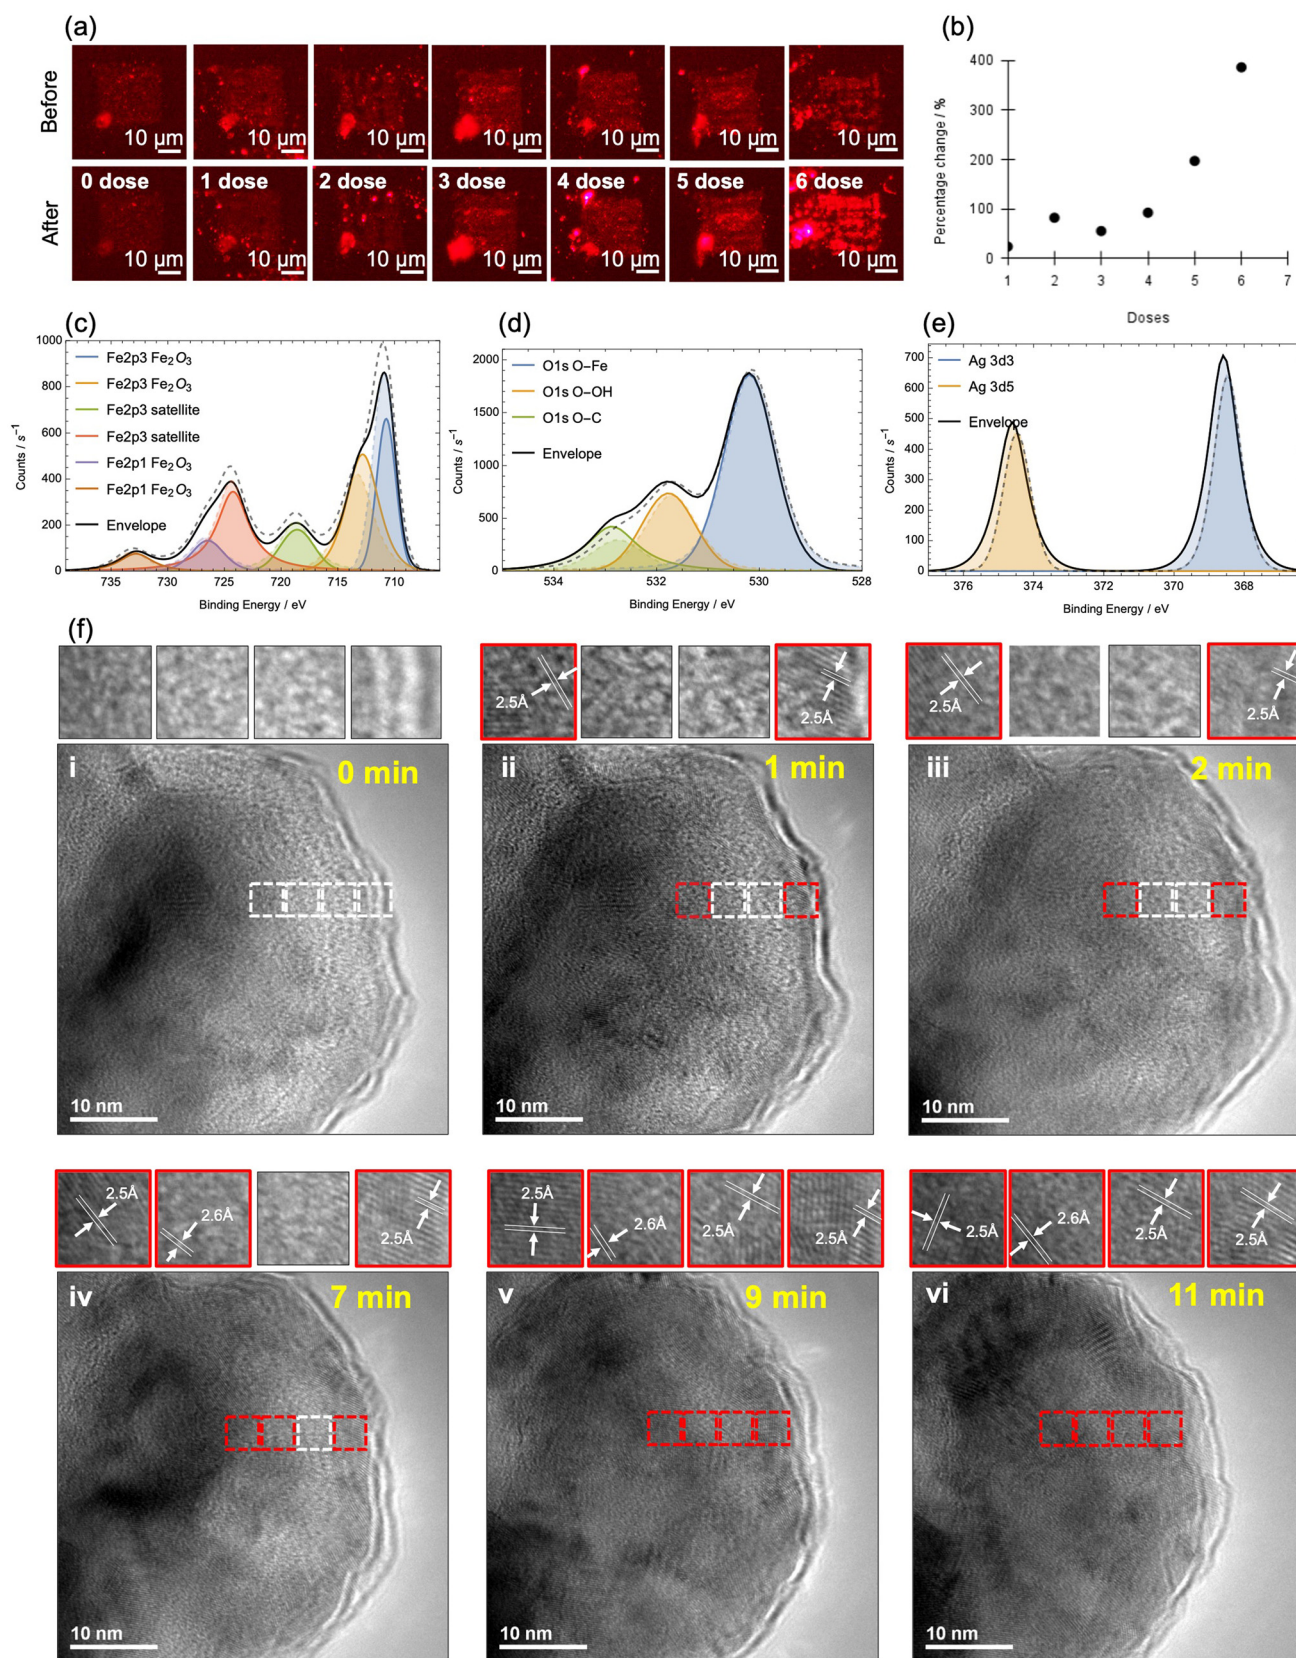 (a)
Before
10 µm
10 µm
10 µm
10 µm
10 µm
10 µm
10 µm
After
0 dose
1 dose
2 dose
3 dose
4 dose
5 dose
6 dose
10 µm
10 µm
10 µm
10 µm
10 µm
10 µm
10 µm
(b)
Percentage change / %
400
300
200
100
0
1 2 3 4 5 6 7
Doses
(c)
Counts / s⁻¹
1000
800
600
400
200
0
Fe2p3 Fe₂O₃
Fe2p3 Fe₂O₃
Fe2p3 satellite
Fe2p3 satellite
Fe2p1 Fe₂O₃
Fe2p1 Fe₂O₃
Envelope
735 730 725 720 715 710
Binding Energy / eV
(d)
Counts / s⁻¹
2000
1500
1000
500
0
O1s O–Fe
O1s O–OH
O1s O–C
Envelope
534 532 530 528
Binding Energy / eV
(e)
Counts / s⁻¹
700
600
500
400
300
200
100
0
Ag 3d3
Ag 3d5
Envelope
376 374 372 370 368
Binding Energy / eV
(f)
i
0 min
10 nm
2.5Å
2.5Å
ii
1 min
10 nm
2.5Å
2.5Å
iii
2 min
10 nm
2.5Å
2.6Å
2.5Å
iv
7 min
10 nm
2.5Å
2.6Å
2.5Å
2.5Å
v
9 min
10 nm
2.5Å
2.6Å
2.5Å
2.5Å
vi
11 min
10 nm